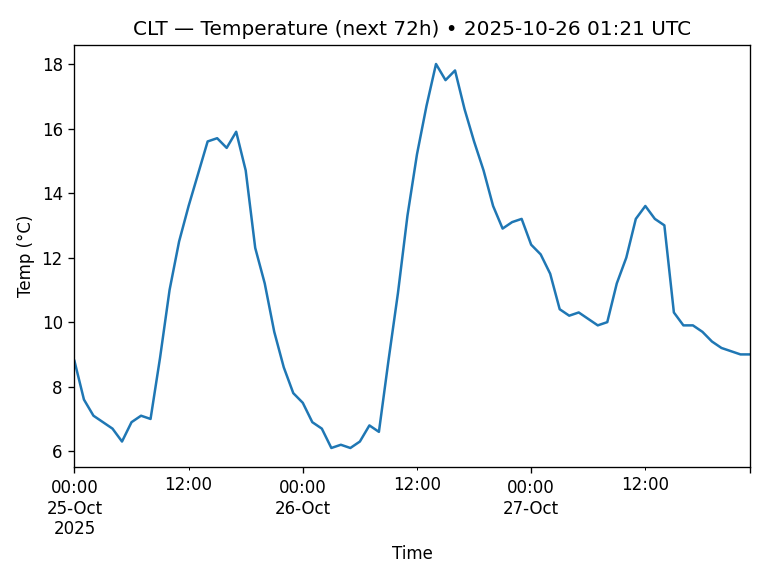 CLT — Temperature (next 72h) • 2025-10-26 01:21 UTC
18
16
14
12
10
8
6
Temp (°C)
00:00 12:00 00:00 12:00 00:00 12:00
25-Oct 26-Oct 27-Oct
2025
Time